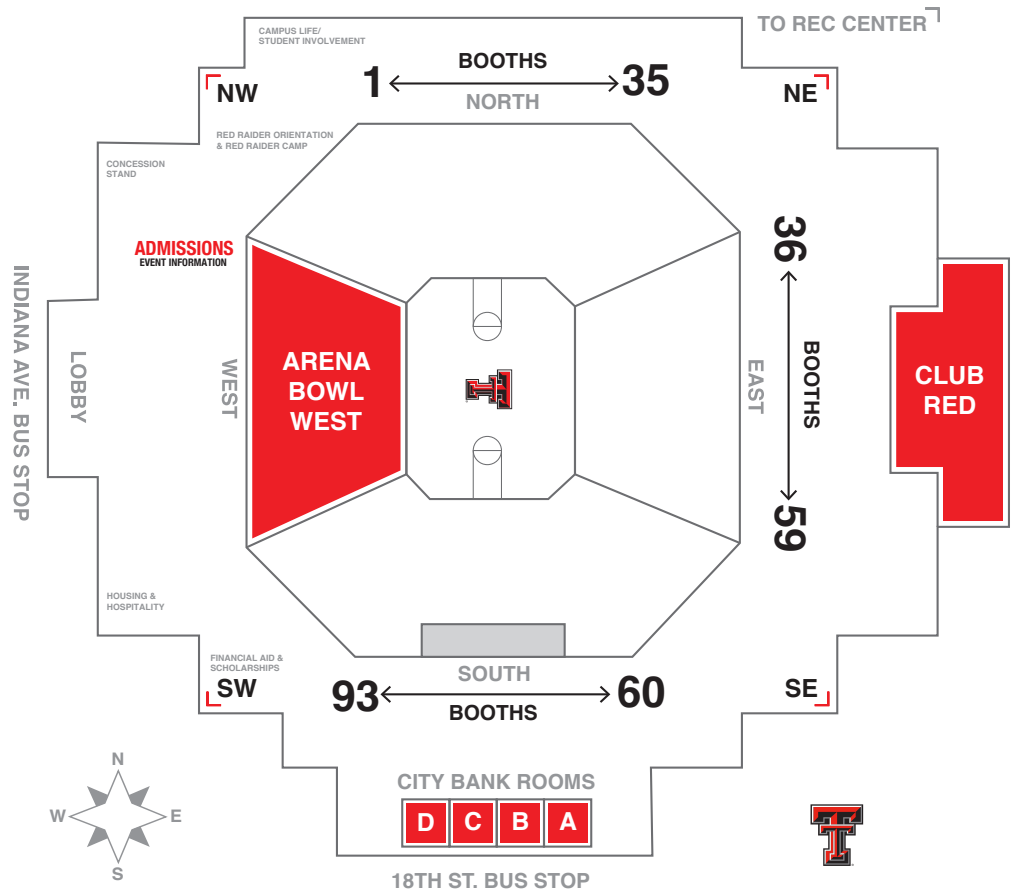 TO REC CENTER
CAMPUS LIFE/
STUDENT INVOLVEMENT
BOOTHS
1
35
NORTH
NW
NE
RED RAIDER ORIENTATION
& RED RAIDER CAMP
CONCESSION
STAND
ADMISSIONS
EVENT INFORMATION
INDIANA AVE. BUS STOP
LOBBY
WEST
ARENA
BOWL
WEST
EAST
36
BOOTHS
59
CLUB
RED
HOUSING &
HOSPITALITY
FINANCIAL AID &
SCHOLARSHIPS
SW
SE
SOUTH
93
60
BOOTHS
CITY BANK ROOMS
D C B A
18TH ST. BUS STOP
N
W
E
S